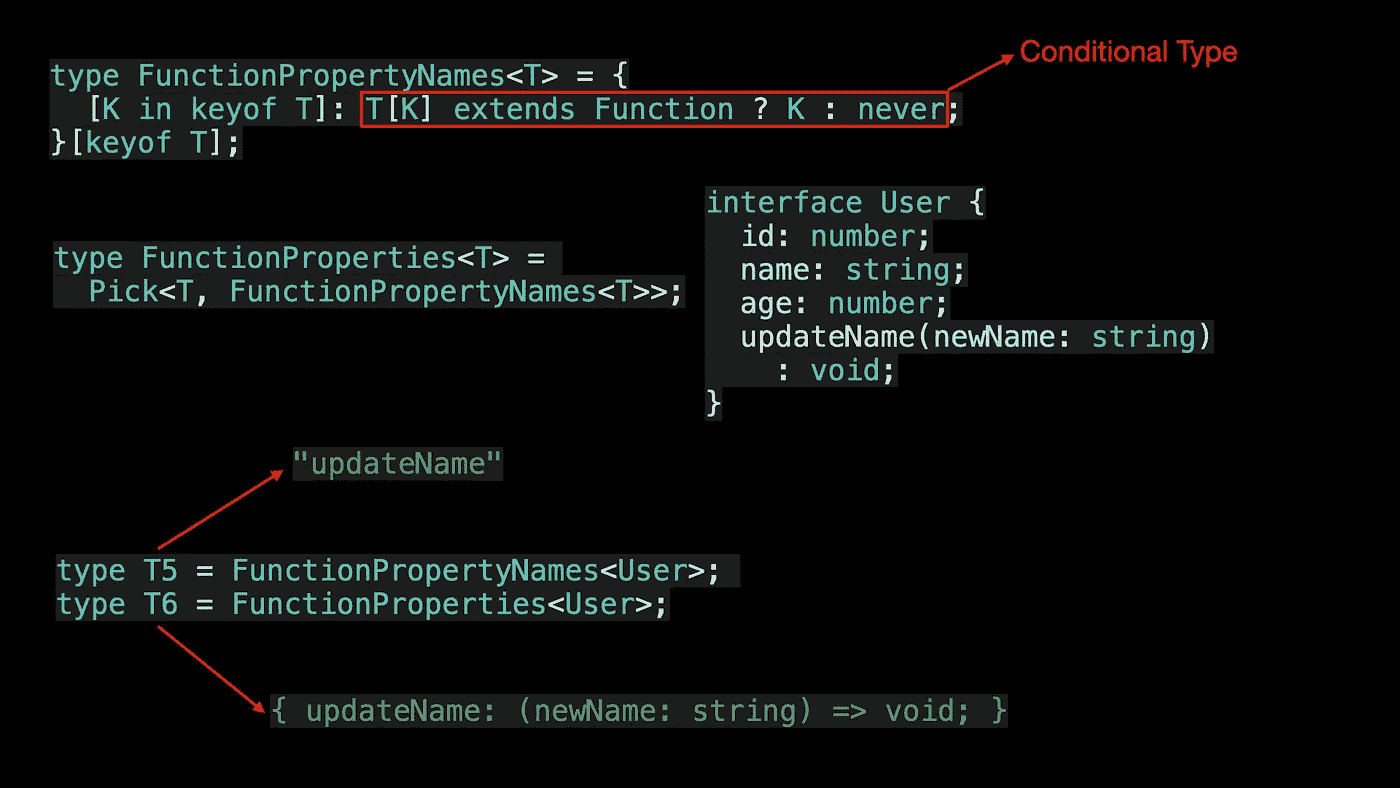 Conditional Type
type FunctionPropertyNames<T> = {
  [K in keyof T]: T[K] extends Function ? K : never;
}[keyof T];
type FunctionProperties<T> =
  Pick<T, FunctionPropertyNames<T>>;
interface User {
  id: number;
  name: string;
  age: number;
  updateName(newName: string)
    : void;
}
"updateName"
type T5 = FunctionPropertyNames<User>;
type T6 = FunctionProperties<User>;
{ updateName: (newName: string) => void; }